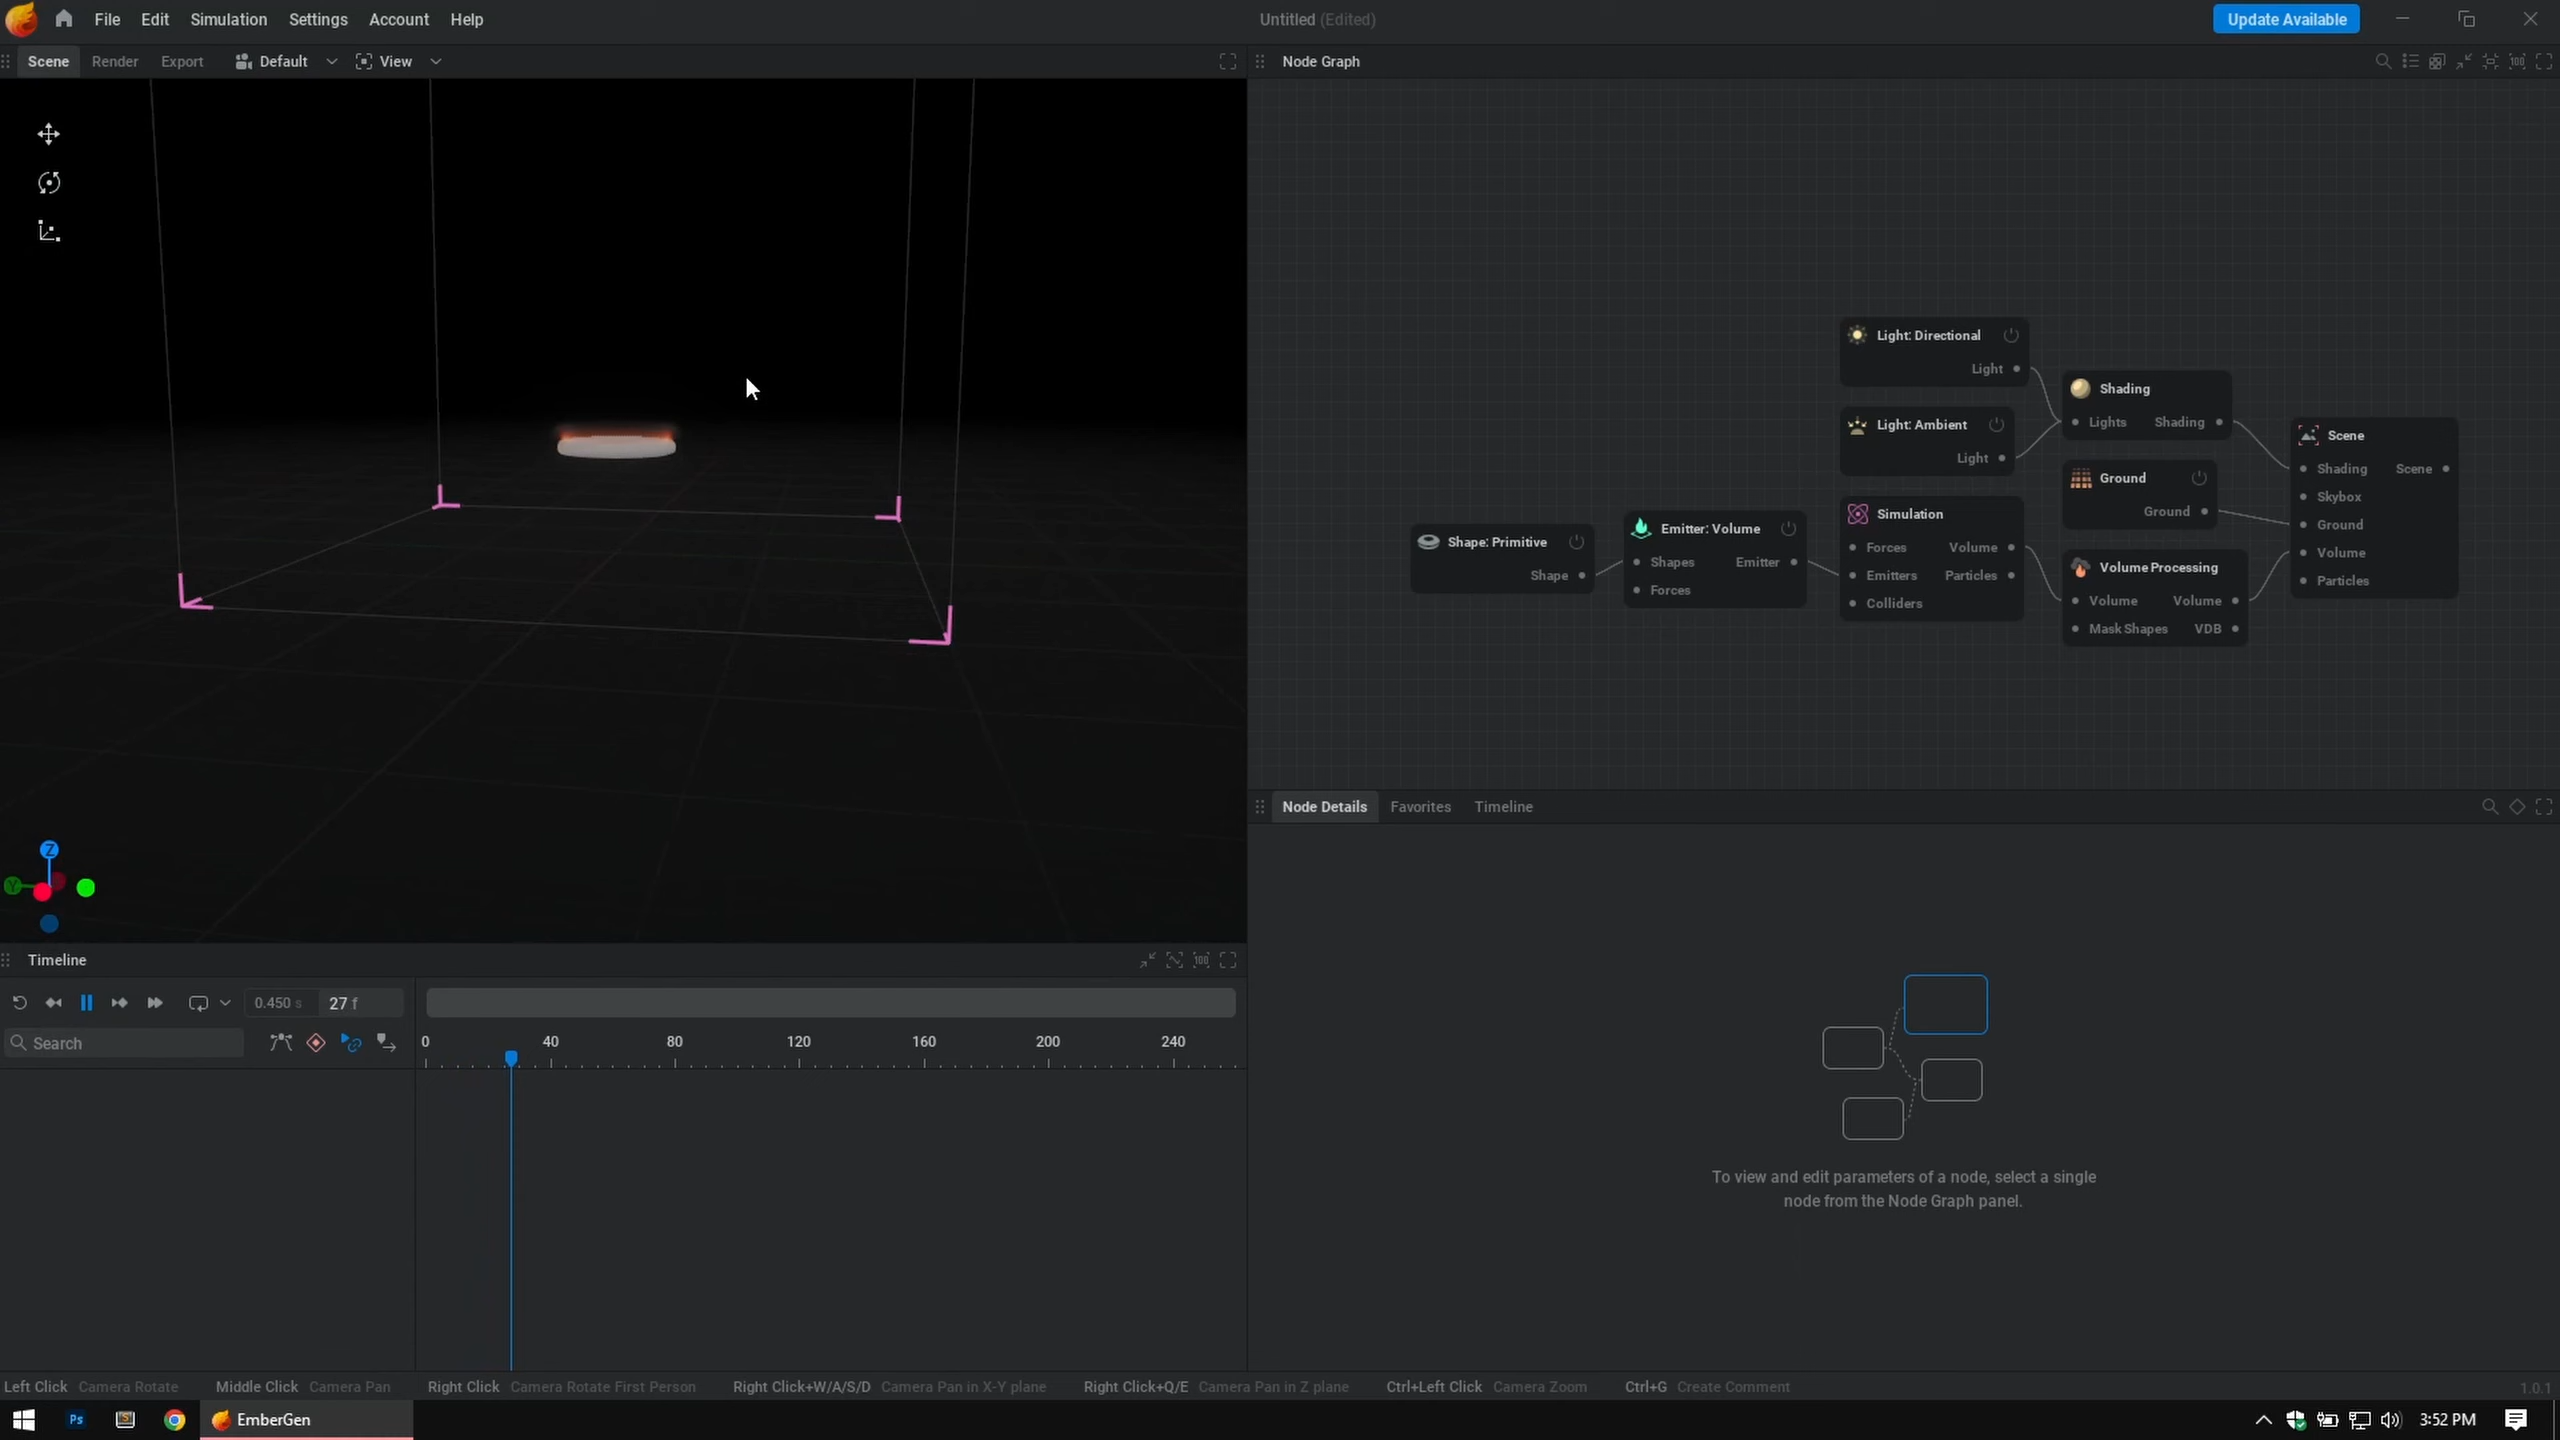 File Edit Simulation Settings Account Help
Untitled (Edited)
Update Available
Scene Render Export Default View
Node Graph
Light: Directional
Light
Light: Ambient
Light
Shading
Lights Shading
Ground
Ground
Scene
Shading Scene
Skybox
Ground
Volume
Particles
Shape: Primitive
Shape
Emitter: Volume
Shapes Emitter
Forces
Simulation
Forces Volume
Emitters Particles
Colliders
Volume Processing
Volume Volume
Mask Shapes VDB
Node Details Favorites Timeline
To view and edit parameters of a node, select a single
node from the Node Graph panel.
Z
Y
Timeline
100
0.450 s 27 f
Search
0 40 80 120 160 200 240
Left Click Camera Rotate Middle Click Camera Pan Right Click Camera Rotate First Person Right Click+W/A/S/D Camera Pan in X-Y plane Right Click+Q/E Camera Pan in Z plane Ctrl+Left Click Camera Zoom Ctrl+G Create Comment 1.0.1
Ps
S
EmberGen
3:52 PM